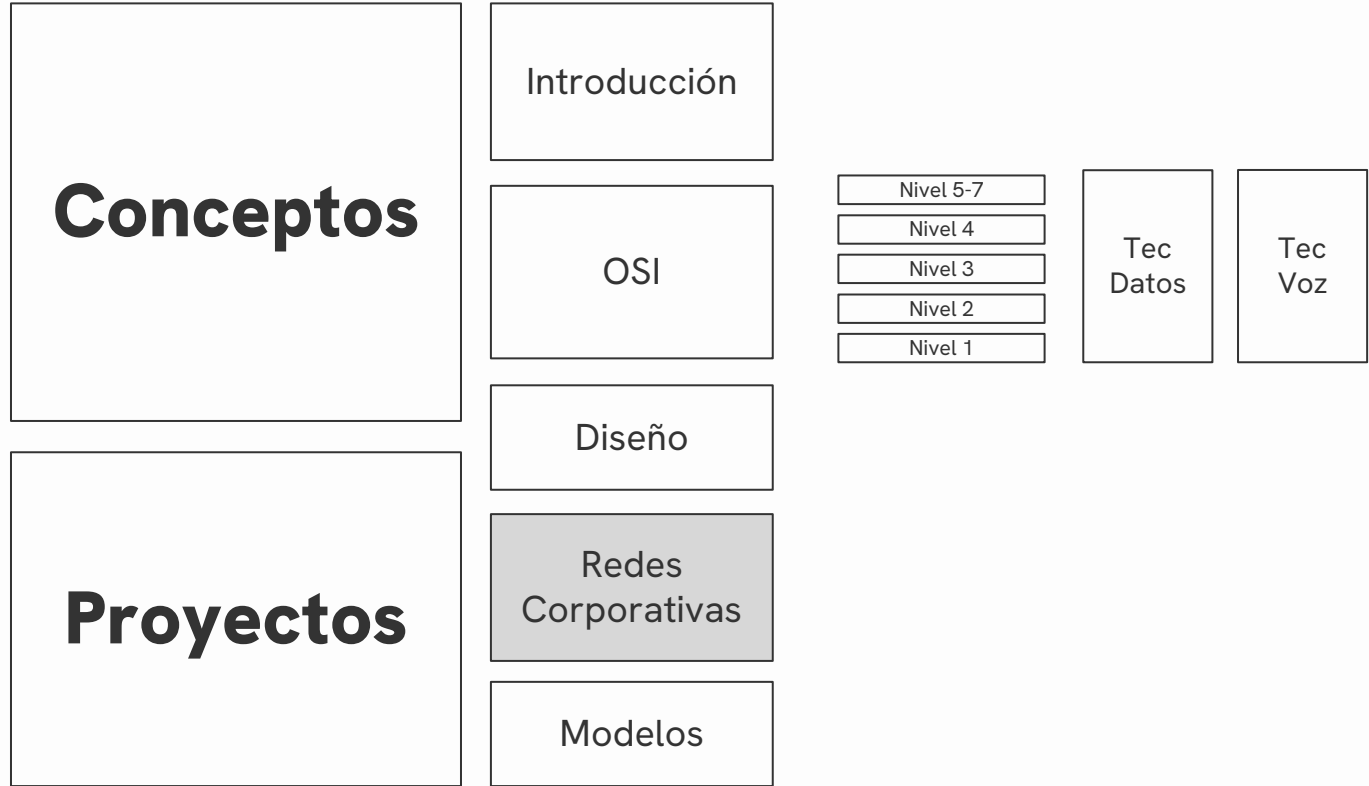 Conceptos
Proyectos
Introducción
OSI
Diseño
Redes
Corporativas
Modelos
Nivel 5-7
Nivel 4
Nivel 3
Nivel 2
Nivel 1
Tec
Datos
Tec
Voz